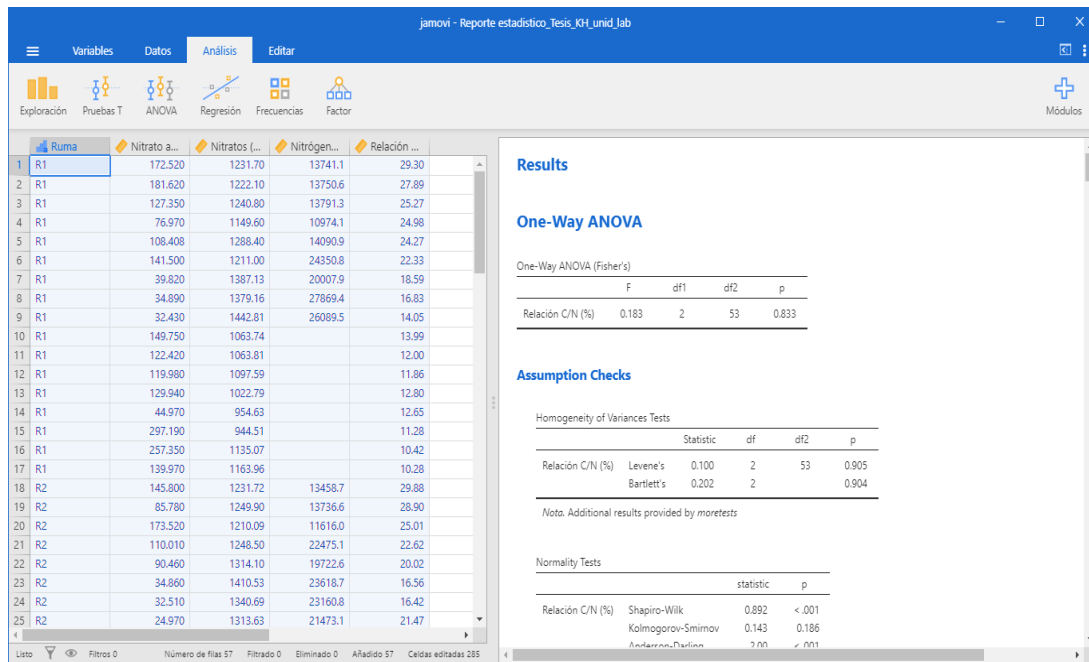 jamovi - Reporte estadistico_Tesis_KH_unid_lab
Variables Datos Análisis Editar
Exploración Pruebas T ANOVA Regresión Frecuencias Factor Módulos
Ruma Nitrato a... Nitratos (... Nitrógen... Relación ...
1 R1 172.520 1231.70 13741.1 29.30
2 R1 181.620 1222.10 13750.6 27.89
3 R1 127.350 1240.80 13791.3 25.27
4 R1 76.970 1149.60 10974.1 24.98
5 R1 108.408 1288.40 14090.9 24.27
6 R1 141.500 1211.00 24350.8 22.33
7 R1 39.820 1387.13 20007.9 18.59
8 R1 34.890 1379.16 27869.4 16.83
9 R1 32.430 1442.81 26089.5 14.05
10 R1 149.750 1063.74 13.99
11 R1 122.420 1063.81 12.00
12 R1 119.980 1097.59 11.86
13 R1 129.940 1022.79 12.80
14 R1 44.970 954.63 12.65
15 R1 297.190 944.51 11.28
16 R1 257.350 1135.07 10.42
17 R1 139.970 1163.96 10.28
18 R2 145.800 1231.72 13458.7 29.88
19 R2 85.780 1249.90 13736.6 28.90
20 R2 173.520 1210.09 11616.0 25.01
21 R2 110.010 1248.50 22475.1 22.62
22 R2 90.460 1314.10 19722.6 20.02
23 R2 34.860 1410.53 23618.7 16.56
24 R2 32.510 1340.69 23160.8 16.42
25 R2 24.970 1313.63 21473.1 21.47
Listo Filtros 0 Número de filas 57 Filtrado 0 Eliminado 0 Añadido 57 Celdas editadas 285
Results
One-Way ANOVA
One-Way ANOVA (Fisher's)
F df1 df2 p
Relación C/N (%) 0.183 2 53 0.833
Assumption Checks
Homogeneity of Variances Tests
Statistic df df2 p
Relación C/N (%) Levene's 0.100 2 53 0.905
Bartlett's 0.202 2 0.904
Nota. Additional results provided by moretests
Normality Tests
statistic p
Relación C/N (%) Shapiro-Wilk 0.892 < .001
Kolmogorov-Smirnov 0.143 0.186
Anderson-Darling 2.00 < .001